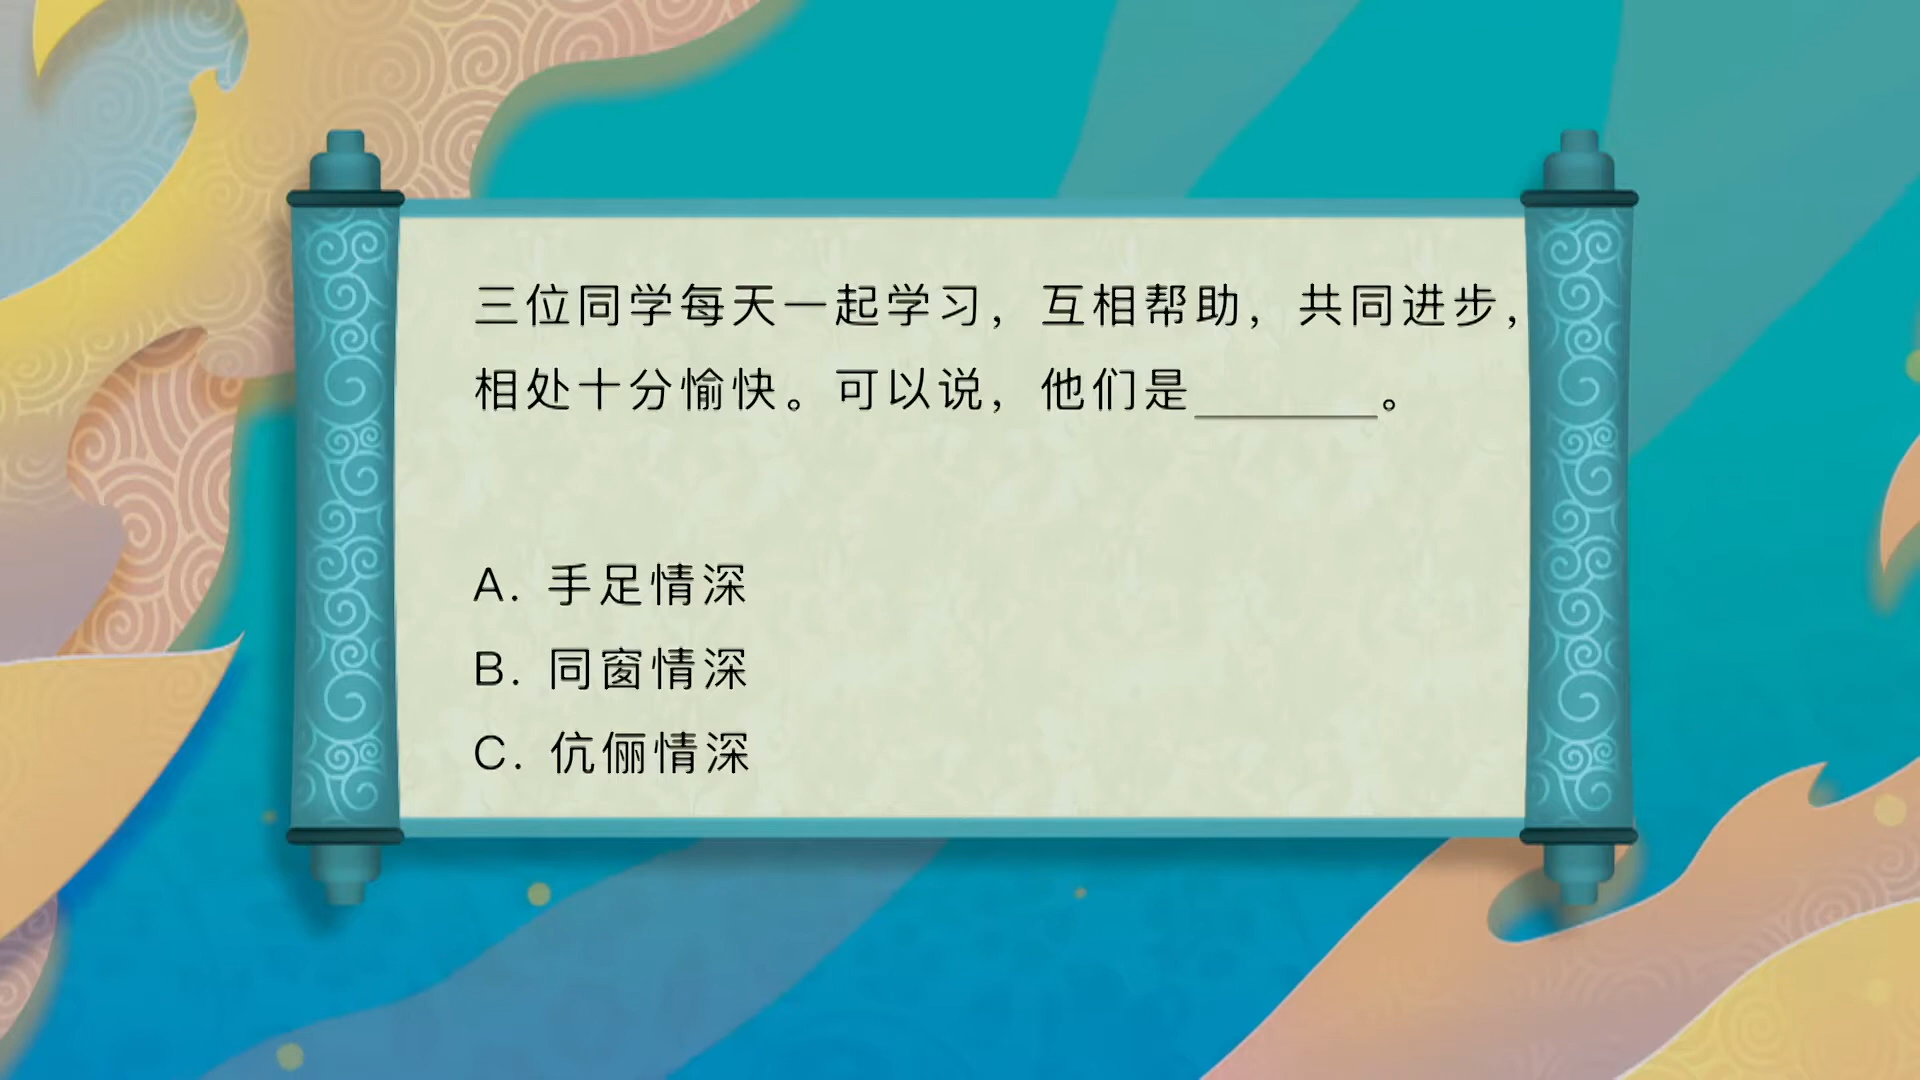 三位同学每天一起学习，互相帮助，共同进步，
相处十分愉快。可以说，他们是_______。
A. 手足情深
B. 同窗情深
C. 伉俪情深